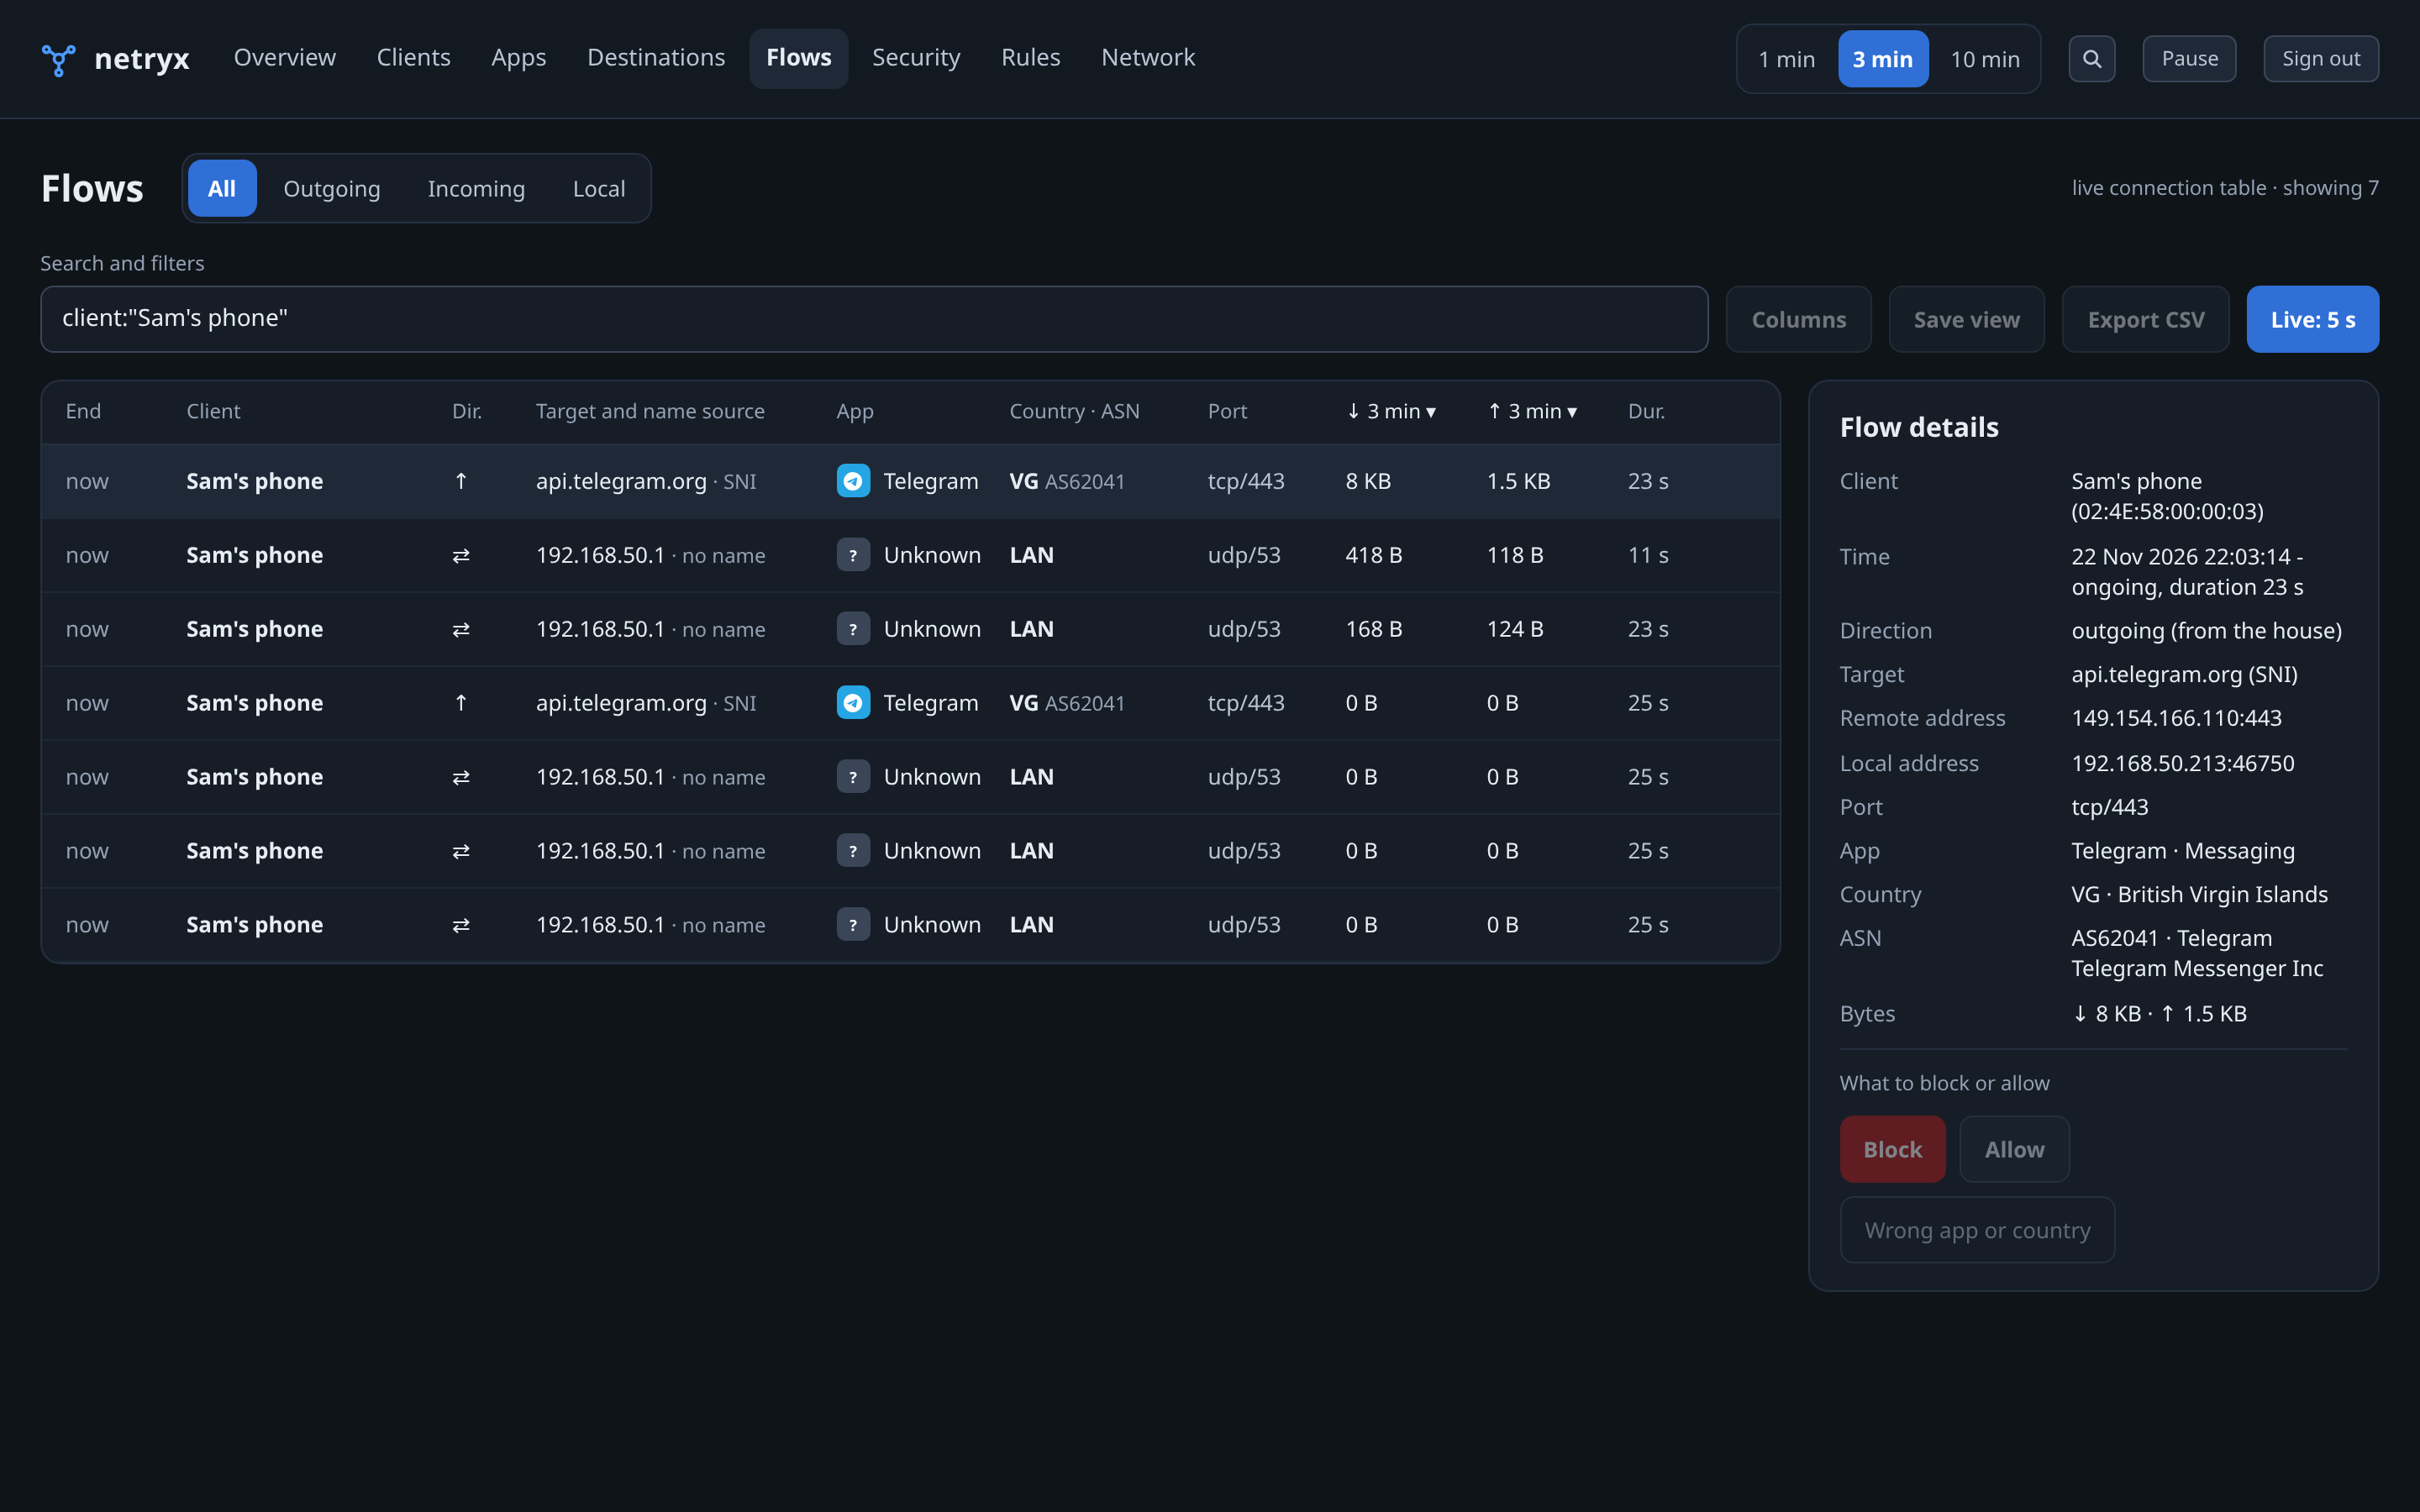 netryx Overview Clients Apps Destinations Flows Security Rules Network 1 min 3 min 10 min Pause Sign out
Flows All Outgoing Incoming Local live connection table · showing 7
Search and filters
client:"Sam's phone" Columns Save view Export CSV Live: 5 s
End Client Dir. Target and name source App Country · ASN Port ↓ 3 min ▾ ↑ 3 min ▾ Dur.
now Sam's phone ↑ api.telegram.org · SNI Telegram VG AS62041 tcp/443 8 KB 1.5 KB 23 s
now Sam's phone ⇄ 192.168.50.1 · no name ? Unknown LAN udp/53 418 B 118 B 11 s
now Sam's phone ⇄ 192.168.50.1 · no name ? Unknown LAN udp/53 168 B 124 B 23 s
now Sam's phone ↑ api.telegram.org · SNI Telegram VG AS62041 tcp/443 0 B 0 B 25 s
now Sam's phone ⇄ 192.168.50.1 · no name ? Unknown LAN udp/53 0 B 0 B 25 s
now Sam's phone ⇄ 192.168.50.1 · no name ? Unknown LAN udp/53 0 B 0 B 25 s
now Sam's phone ⇄ 192.168.50.1 · no name ? Unknown LAN udp/53 0 B 0 B 25 s
Flow details
Client Sam's phone
(02:4E:58:00:00:03)
Time 22 Nov 2026 22:03:14 -
ongoing, duration 23 s
Direction outgoing (from the house)
Target api.telegram.org (SNI)
Remote address 149.154.166.110:443
Local address 192.168.50.213:46750
Port tcp/443
App Telegram · Messaging
Country VG · British Virgin Islands
ASN AS62041 · Telegram
Telegram Messenger Inc
Bytes ↓ 8 KB · ↑ 1.5 KB
What to block or allow
Block Allow
Wrong app or country